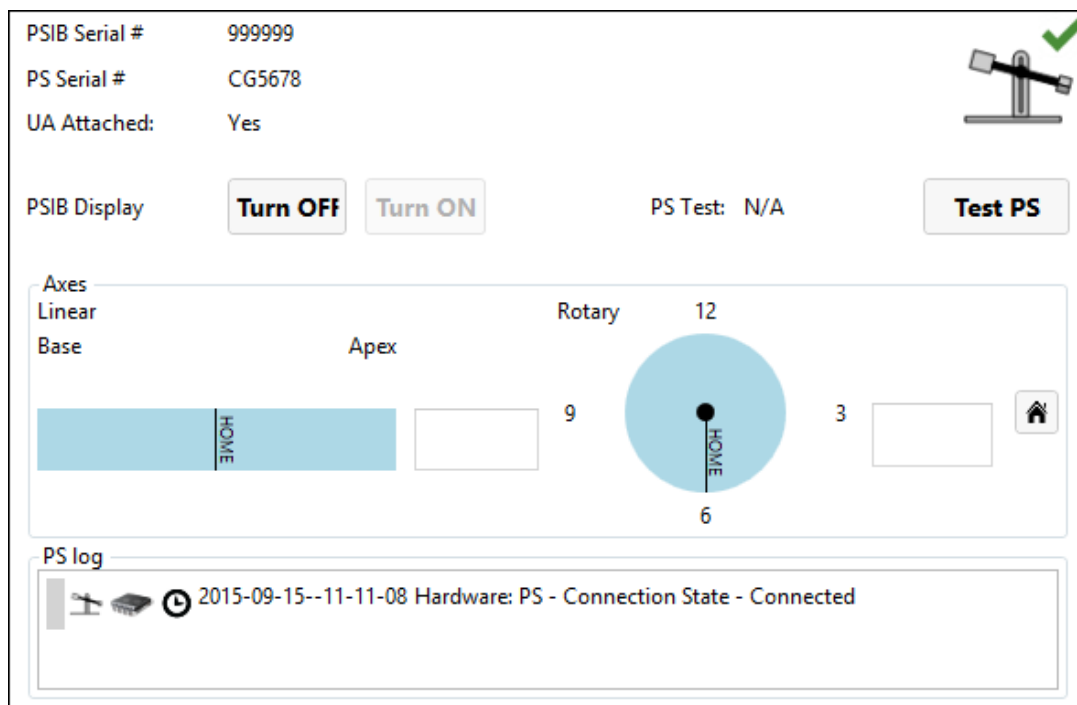 PSIB Serial # 999999
PS Serial # CG5678
UA Attached: Yes
PSIB Display Turn OFF Turn ON PS Test: N/A Test PS
Axes
Linear Rotary 12
Base Apex
HOME 9 HOME 3
6
PS log
2015-09-15--11-11-08 Hardware: PS - Connection State - Connected